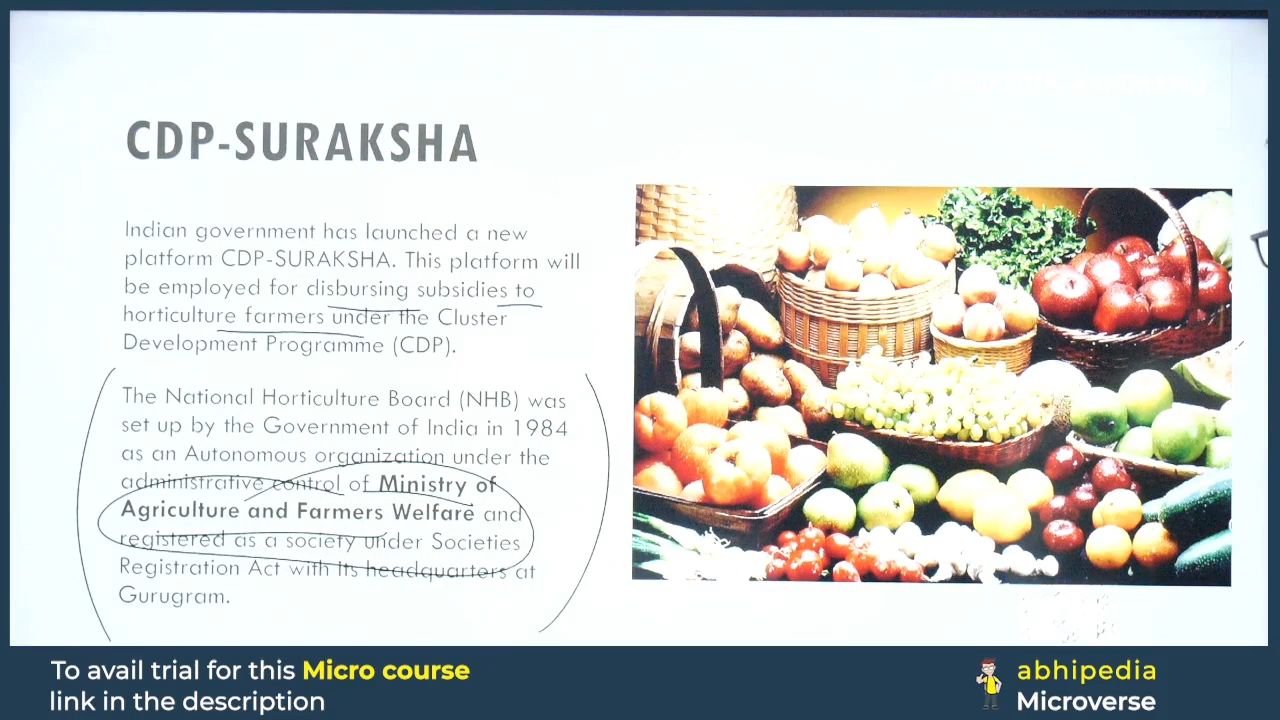 CDP-SURAKSHA
Indian government has launched a new
platform CDP-SURAKSHA. This platform will
be employed for disbursing subsidies to
horticulture farmers under the Cluster
Development Programme (CDP).
The National Horticulture Board (NHB) was
set up by the Government of India in 1984
as an Autonomous organization under the
administrative control of Ministry of
Agriculture and Farmers Welfare and
registered as a society under Societies
Registration Act with its headquarters at
Gurugram.
To avail trial for this Micro course
link in the description
abhipedia
Microverse